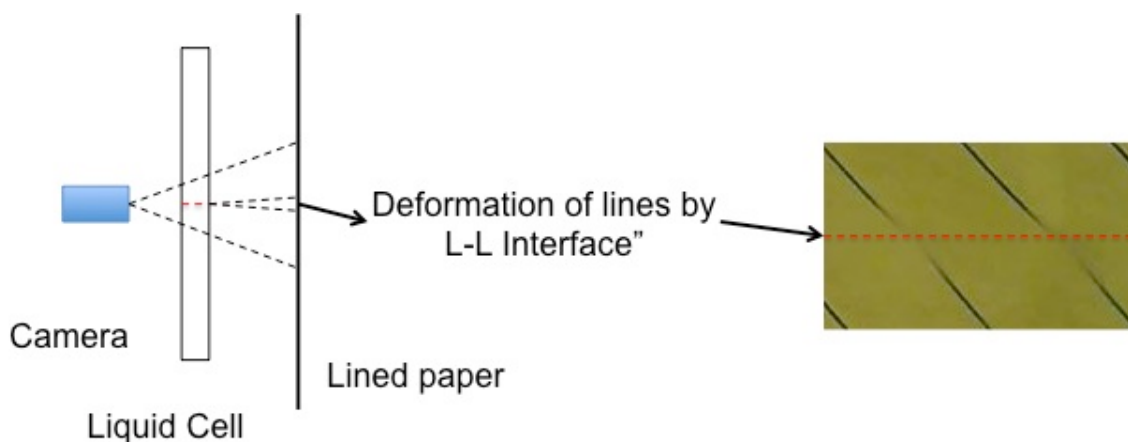 Camera
Liquid Cell
Lined paper
Deformation of lines by
L-L Interface”